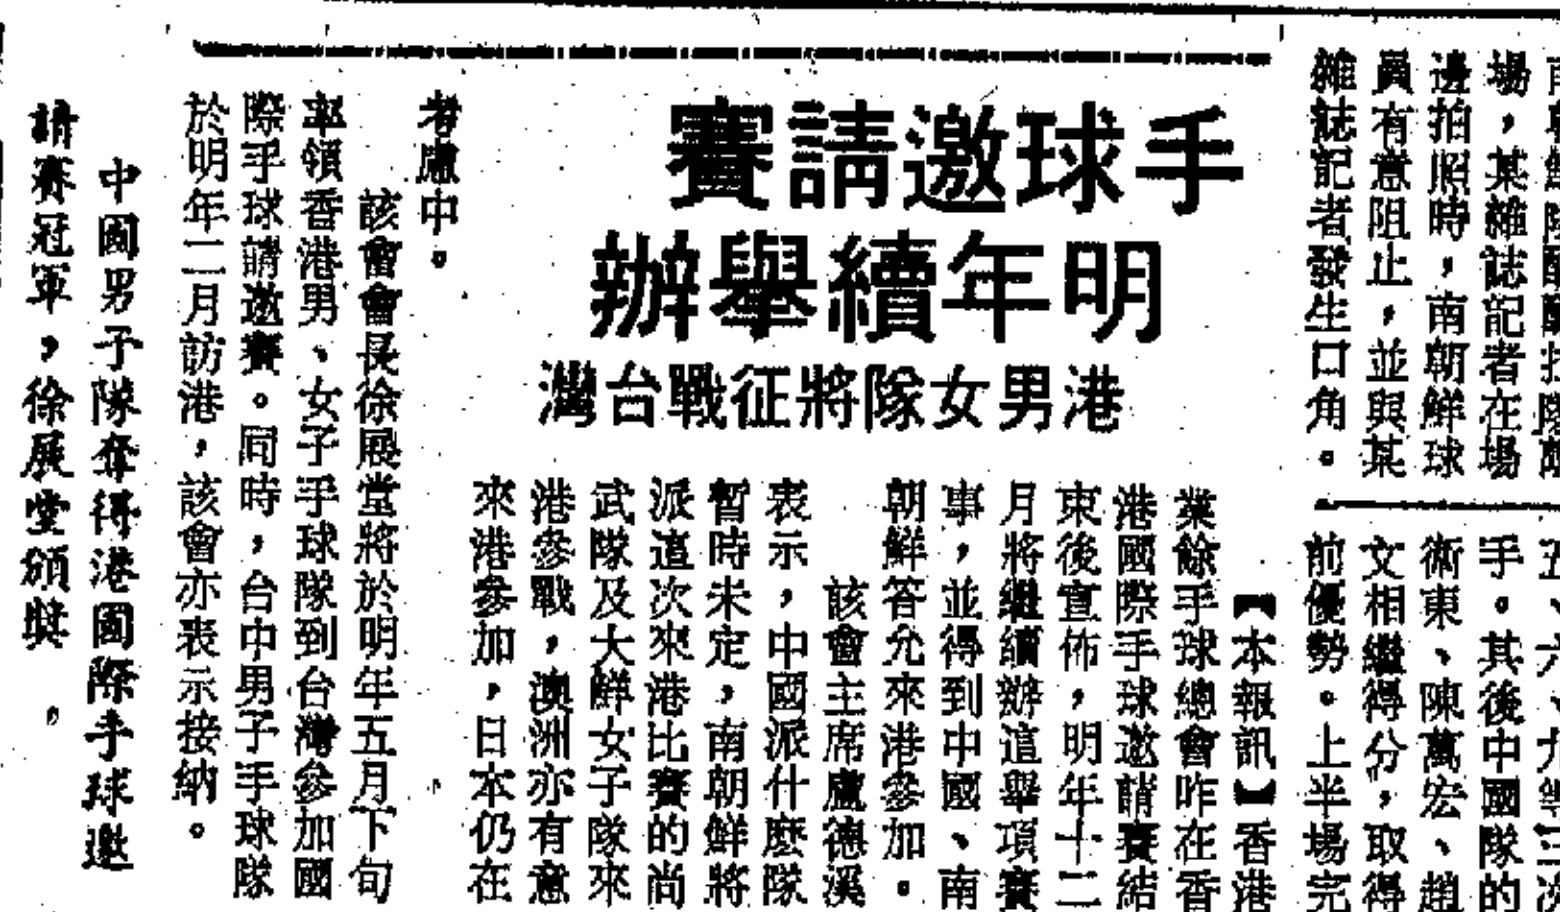 場，某雜誌記者在場
邊拍照時，南朝鮮球
員有意阻止，並與某
雜誌記者發生口角。
手。其後中國隊的
術東、陳萬宏、趙
文相繼得分，取得
前優勢。上半場完
手球邀請賽
明年續舉辦
港男女隊將征戰台灣
【本報訊】香港
業餘手球總會昨在香
港國際手球邀請賽結
束後宣佈，明年十二
月將繼續辦這舉項賽
事，並得到中國、南
朝鮮答允來港參加。
該會主席盧德溪
表示，中國派什麼隊
暫時未定，南朝鮮將
派這次來港比賽的尚
武隊及大鮮女子隊來
港參戰，澳洲亦有意
來港參加，日本仍在
考慮中。
該會會長徐展堂將於明年五月下旬
率領香港男、女子手球隊到台灣參加國
際手球請邀賽。同時，台中男子手球隊
於明年二月訪港，該會亦表示接納。
中國男子隊奪得港國際手球邀
請賽冠軍，徐展堂頒獎。